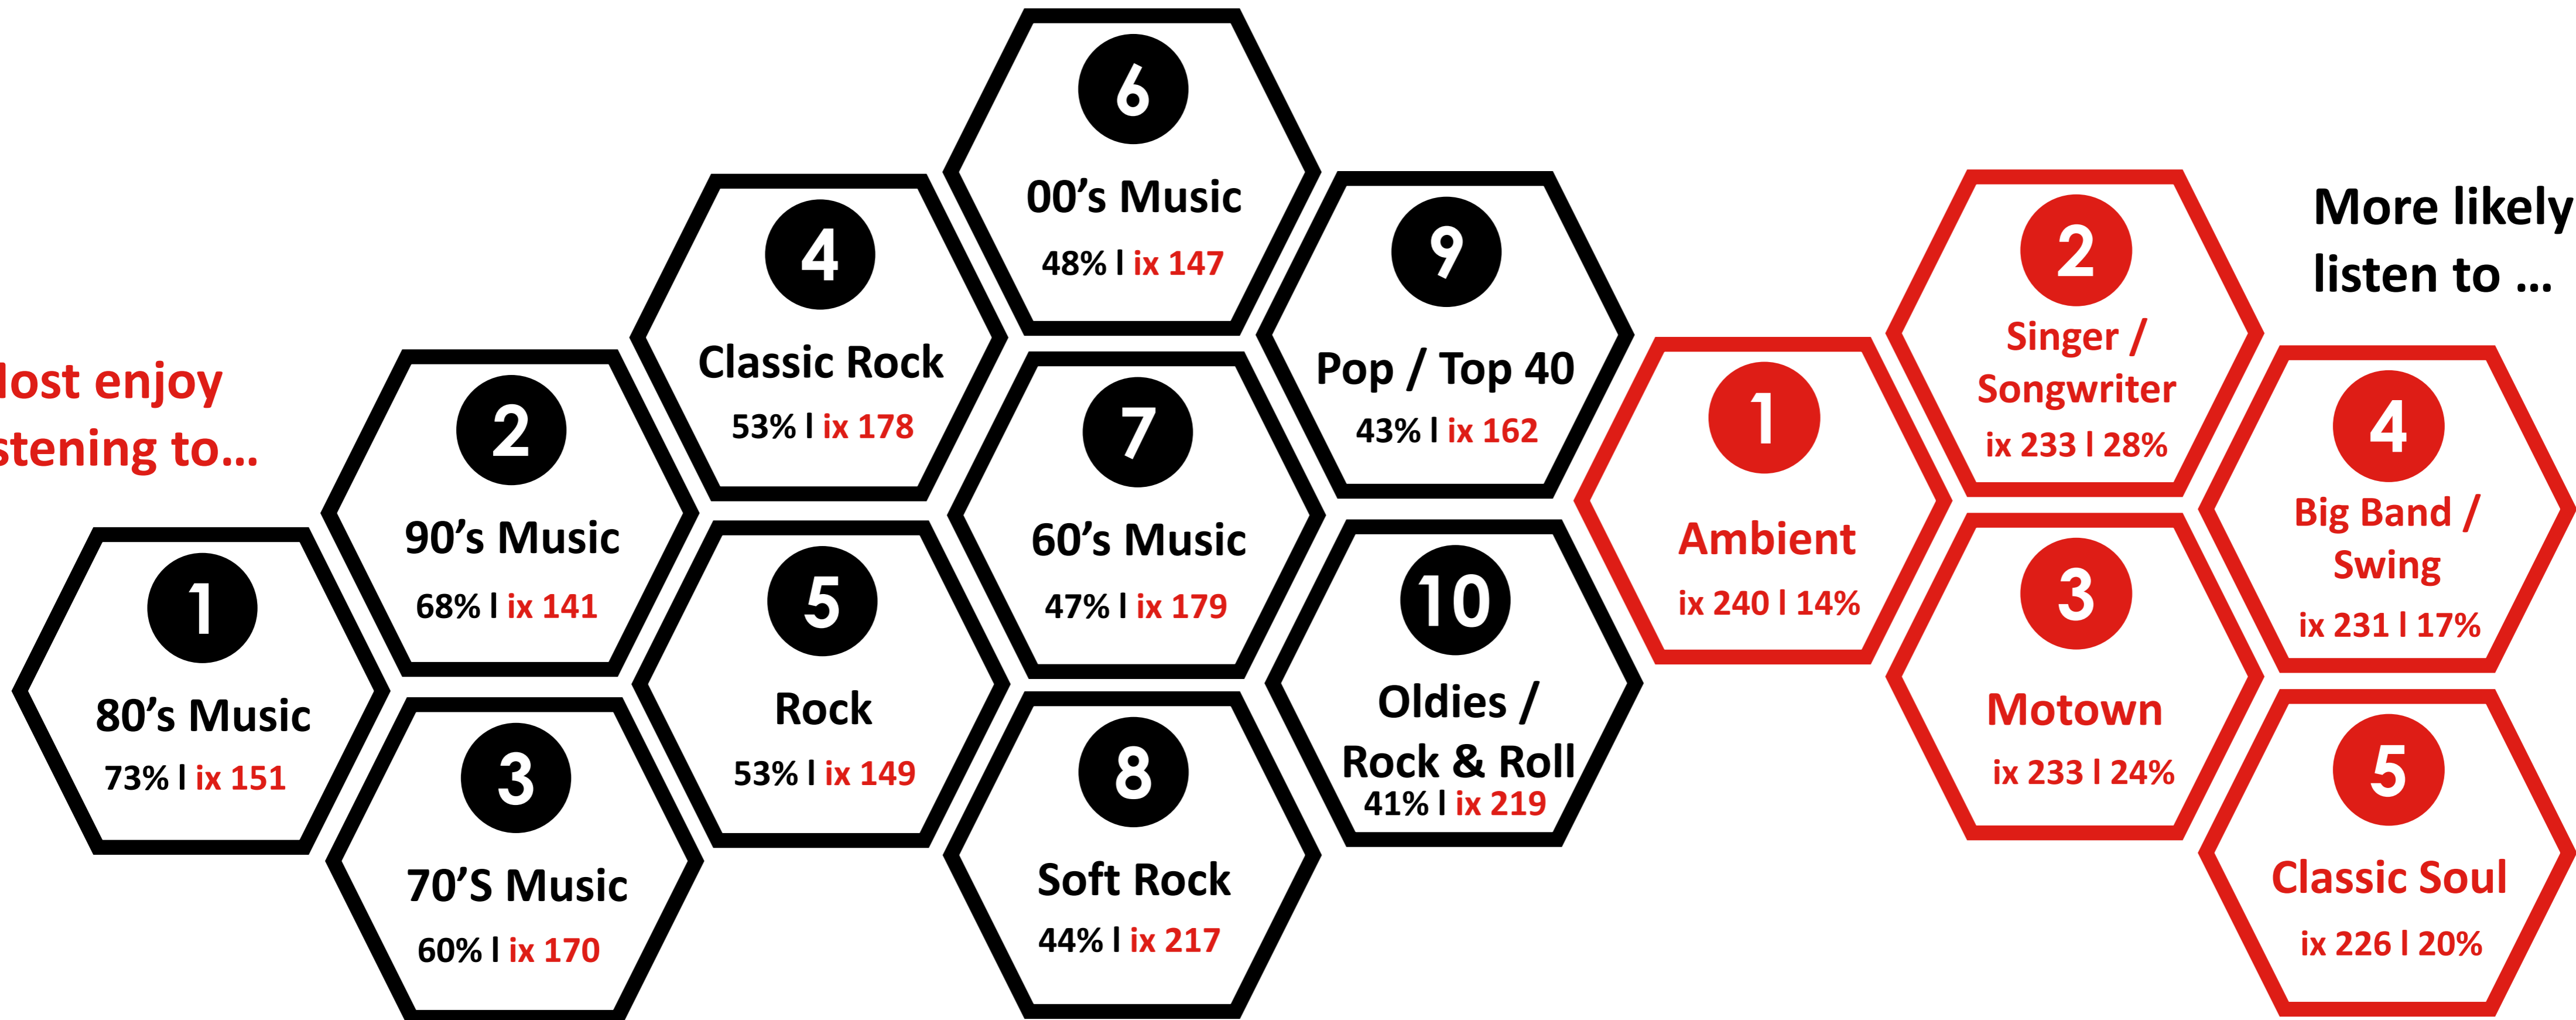 ost enjoy
stening to...
1
80's Music
73% l ix 151
2
90's Music
68% l ix 141
3
70'S Music
60% l ix 170
4
Classic Rock
53% l ix 178
5
Rock
53% l ix 149
6
00's Music
48% l ix 147
7
60's Music
47% l ix 179
8
Soft Rock
44% l ix 217
9
Pop / Top 40
43% l ix 162
10
Oldies /
Rock & Roll
41% l ix 219
More likely
listen to ...
1
Ambient
ix 240 l 14%
2
Singer /
Songwriter
ix 233 l 28%
3
Motown
ix 233 l 24%
4
Big Band /
Swing
ix 231 l 17%
5
Classic Soul
ix 226 l 20%